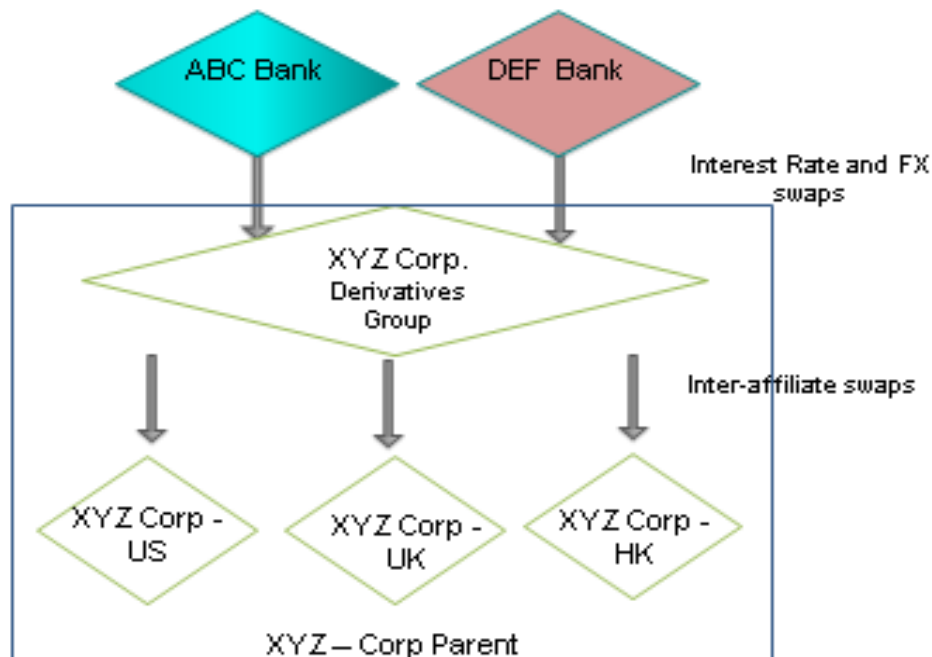 ABC Bank
DEF Bank
Interest Rate and FX
swaps
XYZ Corp.
Derivatives
Group
Inter-affiliate swaps
XYZ Corp -
US
XYZ Corp -
UK
XYZ Corp -
HK
XYZ – Corp Parent